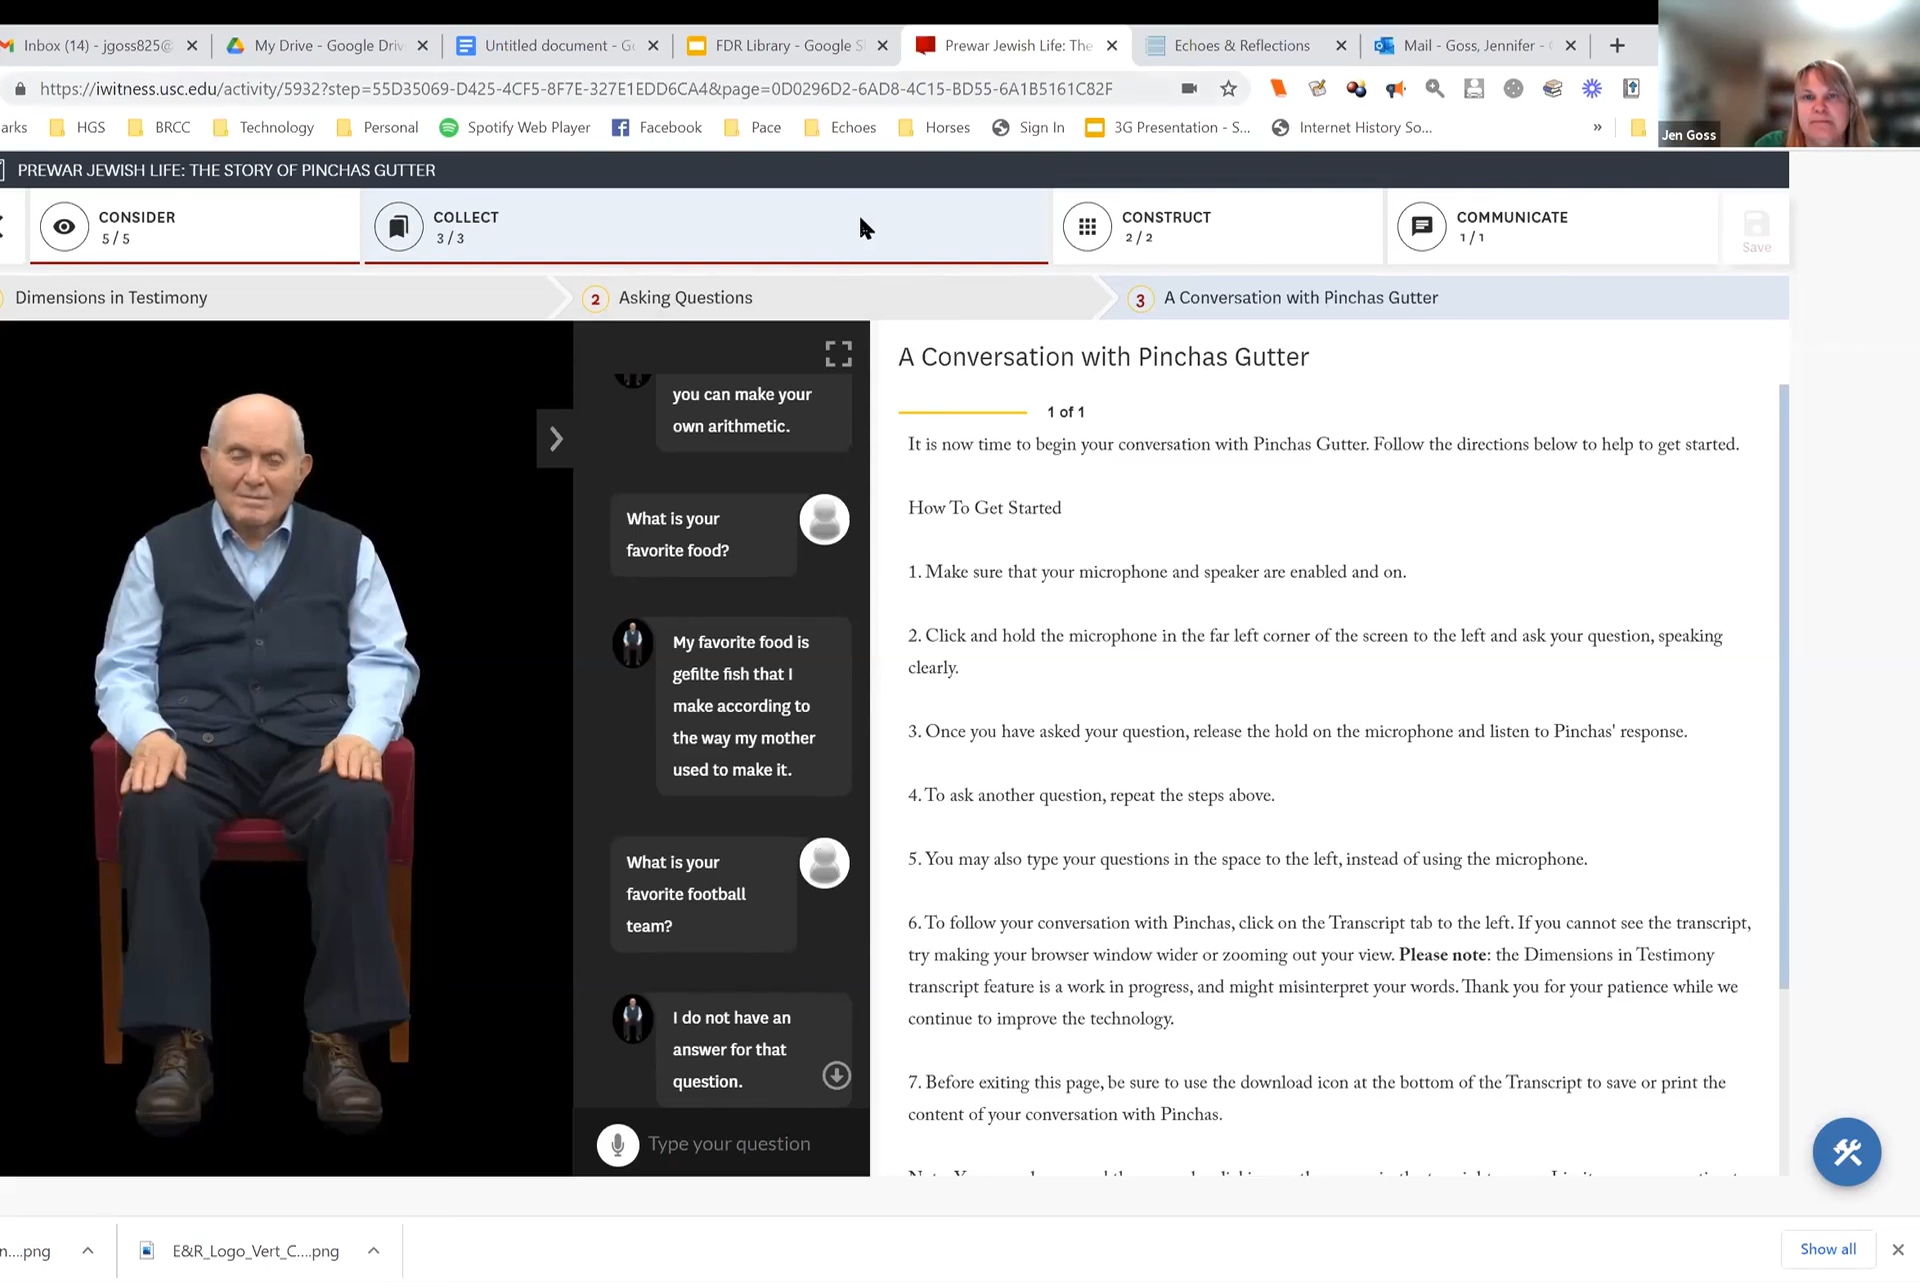 Inbox (14) - jgoss825@
My Drive - Google Driv
Untitled document - G
FDR Library - Google S
Prewar Jewish Life: The
Echoes & Reflections
Mail - Goss, Jennifer -
https://iwitness.usc.edu/activity/5932?step=55D35069-D425-4CF5-8F7E-327E1EDD6CA4&page=0D0296D2-6AD8-4C15-BD55-6A1B5161C82F
arks HGS BRCC Technology Personal Spotify Web Player Facebook Pace Echoes Horses Sign In 3G Presentation - S... Internet History So... »
Jen Goss
PREWAR JEWISH LIFE: THE STORY OF PINCHAS GUTTER
CONSIDER
5 / 5
COLLECT
3 / 3
CONSTRUCT
2 / 2
COMMUNICATE
1 / 1
Save
Dimensions in Testimony
2 Asking Questions
3 A Conversation with Pinchas Gutter
you can make your
own arithmetic.
What is your
favorite food?
My favorite food is
gefilte fish that I
make according to
the way my mother
used to make it.
What is your
favorite football
team?
I do not have an
answer for that
question.
Type your question
A Conversation with Pinchas Gutter
1 of 1
It is now time to begin your conversation with Pinchas Gutter. Follow the directions below to help to get started.
How To Get Started
1. Make sure that your microphone and speaker are enabled and on.
2. Click and hold the microphone in the far left corner of the screen to the left and ask your question, speaking
clearly.
3. Once you have asked your question, release the hold on the microphone and listen to Pinchas' response.
4. To ask another question, repeat the steps above.
5. You may also type your questions in the space to the left, instead of using the microphone.
6. To follow your conversation with Pinchas, click on the Transcript tab to the left. If you cannot see the transcript,
try making your browser window wider or zooming out your view. Please note: the Dimensions in Testimony
transcript feature is a work in progress, and might misinterpret your words. Thank you for your patience while we
continue to improve the technology.
7. Before exiting this page, be sure to use the download icon at the bottom of the Transcript to save or print the
content of your conversation with Pinchas.
n....png
E&R_Logo_Vert_C....png
Show all